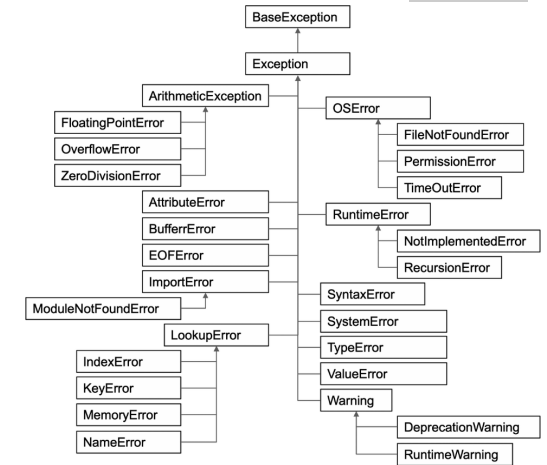 BaseException
Exception
ArithmeticException
FloatingPointError
OverflowError
ZeroDivisionError
AttributeError
BufferrError
EOFError
ImportError
ModuleNotFoundError
LookupError
IndexError
KeyError
MemoryError
NameError
OSError
FileNotFoundError
PermissionError
TimeOutError
RuntimeError
NotImplementedError
RecursionError
SyntaxError
SystemError
TypeError
ValueError
Warning
DeprecationWarning
RuntimeWarning